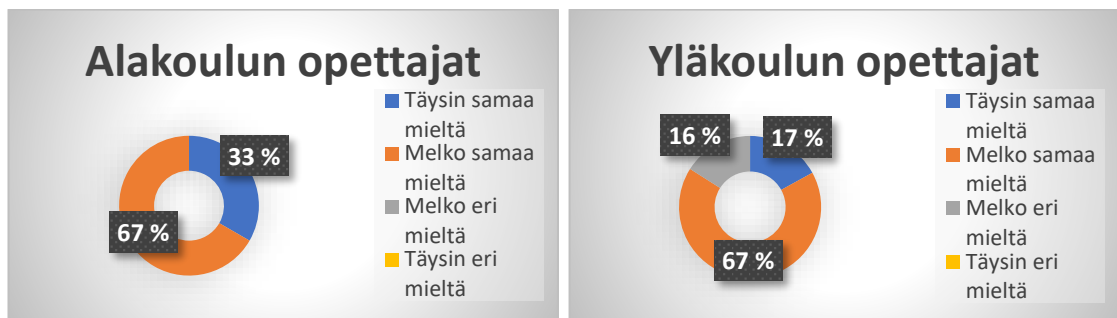 Alakoulun opettajat
33 %
67 %
Täysin samaa
mieltä
Melko samaa
mieltä
Melko eri
mieltä
Täysin eri
mieltä
Yläkoulun opettajat
16 %
17 %
67 %
Täysin samaa
mieltä
Melko samaa
mieltä
Melko eri
mieltä
Täysin eri
mieltä